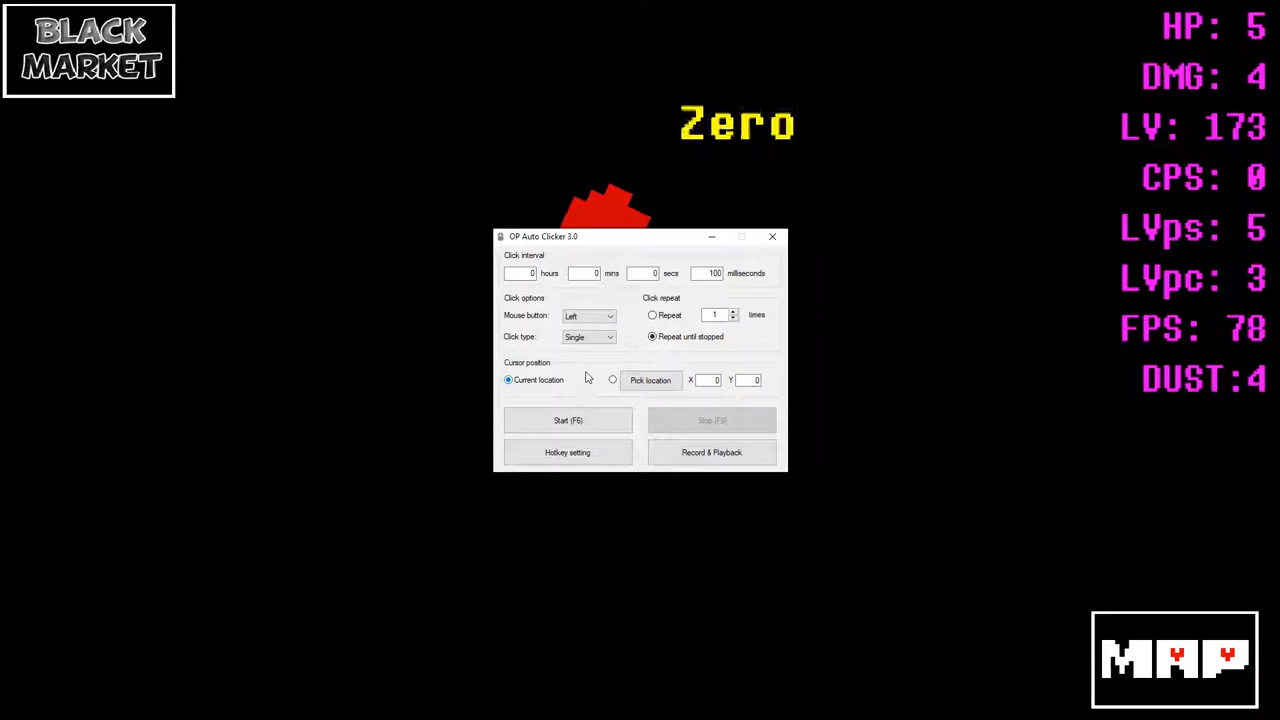 BLACK
MARKET
HP: 5
DMG: 4
LV: 173
CPS: 0
LVps: 5
LVpc: 3
FPS: 78
DUST:4
Zero
OP Auto Clicker 3.0
Click interval
0 hours 0 mins 0 secs 100 milliseconds
Click options
Mouse button: Left
Click type: Single
Click repeat
Repeat 1 times
Repeat until stopped
Cursor position
Current location Pick location X 0 Y 0
Start (F6) Stop (F6)
Hotkey setting Record & Playback
MAP